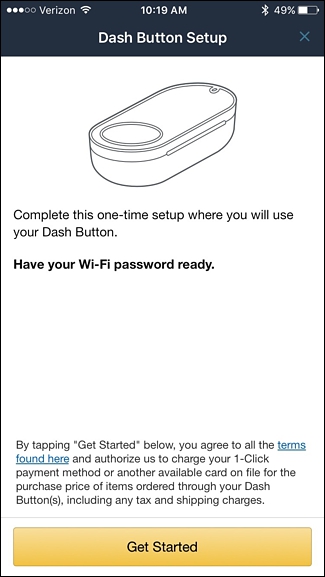 Verizon 10:19 AM 49%
Dash Button Setup
Complete this one-time setup where you will use
your Dash Button.
Have your Wi-Fi password ready.
By tapping "Get Started" below, you agree to all the terms
found here and authorize us to charge your 1-Click
payment method or another available card on file for the
purchase price of items ordered through your Dash
Button(s), including any tax and shipping charges.
Get Started